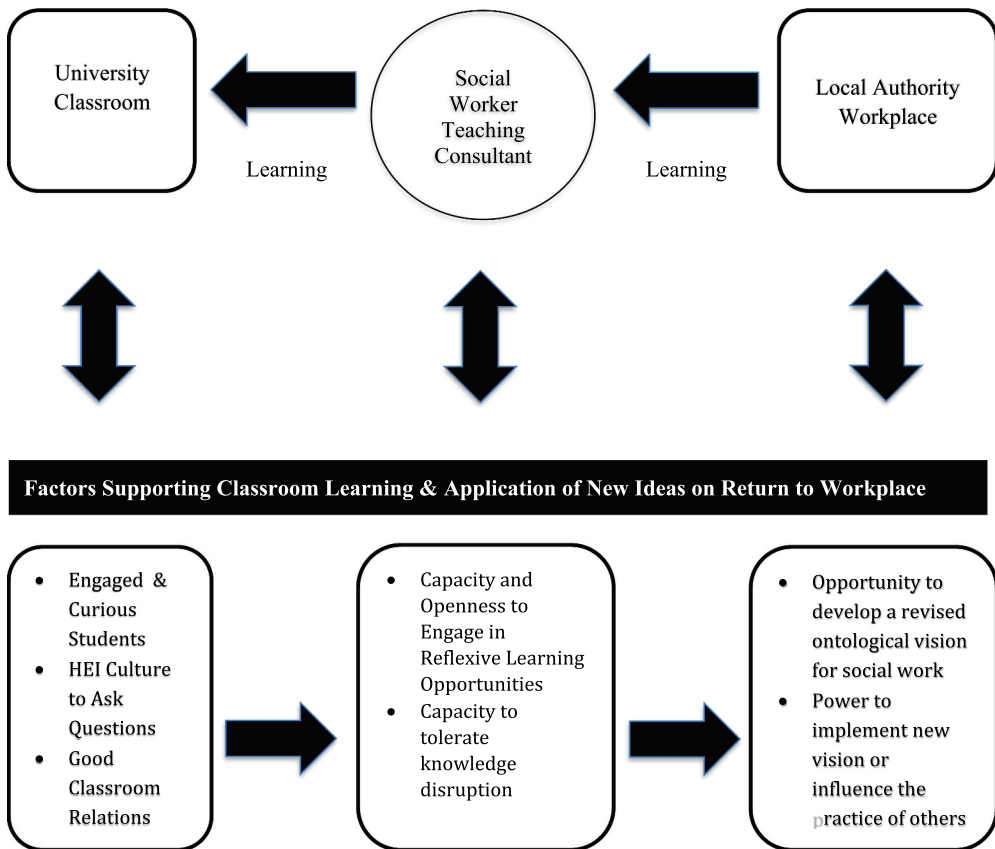 University
Classroom
Learning
Social
Worker
Teaching
Consultant
Learning
Local Authority
Workplace
Factors Supporting Classroom Learning & Application of New Ideas on Return to Workplace
• Engaged &
Curious
Students
• HEI Culture
to Ask
Questions
• Good
Classroom
Relations
• Capacity and
Openness to
Engage in
Reflexive Learning
Opportunities
• Capacity to
tolerate
knowledge
disruption
• Opportunity to
develop a revised
ontological vision
for social work
• Power to
implement new
vision or
influence the
practice of others